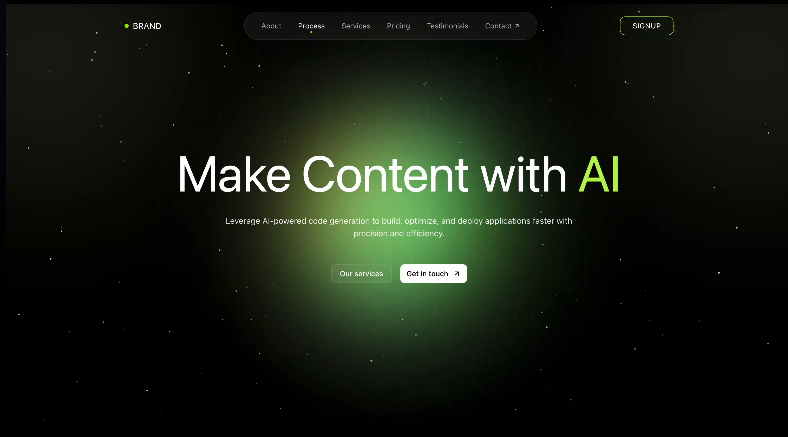 BRAND
About Process Services Pricing Testimonials Contact ↗
SIGNUP
Make Content with AI
Leverage AI-powered code generation to build, optimize, and deploy applications faster with
precision and efficiency.
Our services
Get in touch ↗